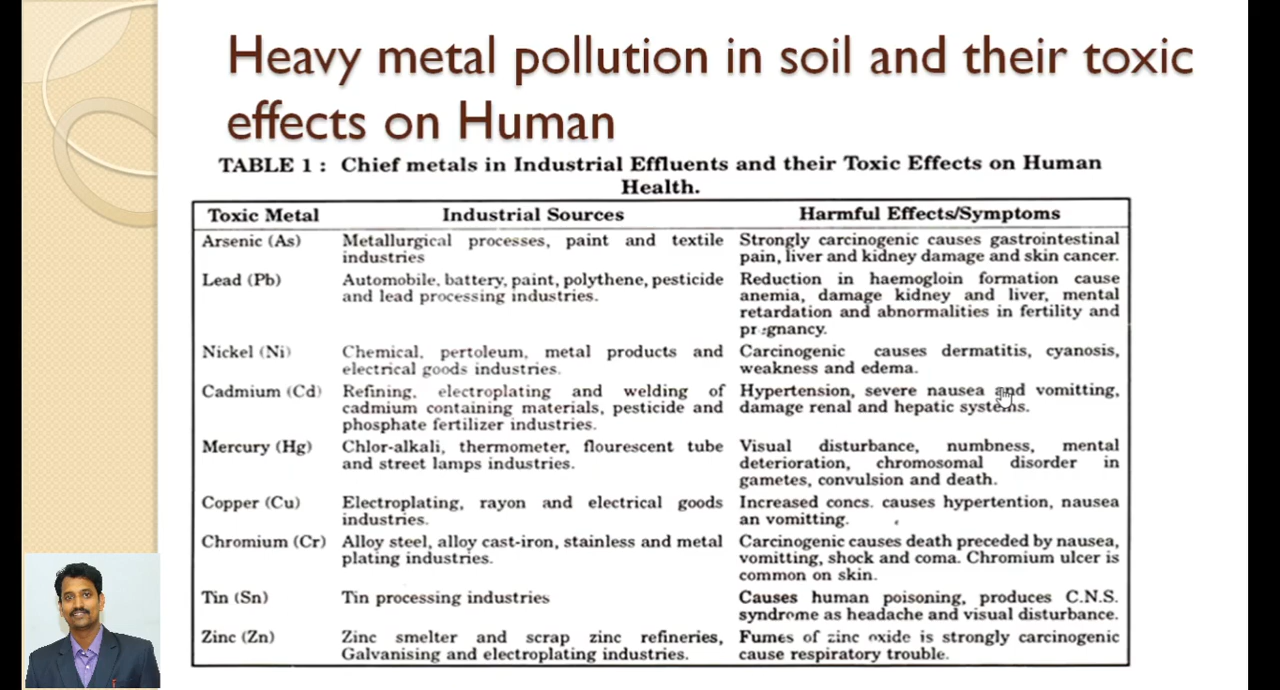 Heavy metal pollution in soil and their toxic
effects on Human
TABLE 1 : Chief metals in Industrial Effluents and their Toxic Effects on Human
Health.
Toxic Metal Industrial Sources Harmful Effects/Symptoms
Arsenic (As) Metallurgical processes, paint and textile Strongly carcinogenic causes gastrointestinal
industries pain, liver and kidney damage and skin cancer.
Lead (Pb) Automobile, battery, paint, polythene, pesticide Reduction in haemogloin formation cause
and lead processing industries. anemia, damage kidney and liver, mental
retardation and abnormalities in fertility and
pregnancy.
Nickel (Ni) Chemical, pertoleum, metal products and Carcinogenic causes dermatitis, cyanosis,
electrical goods industries. weakness and edema.
Cadmium (Cd) Refining, electroplating and welding of Hypertension, severe nausea and vomitting,
cadmium containing materials, pesticide and damage renal and hepatic systems.
phosphate fertilizer industries.
Mercury (Hg) Chlor-alkali, thermometer, flourescent tube Visual disturbance, numbness, mental
and street lamps industries. deterioration, chromosomal disorder in
gametes, convulsion and death.
Copper (Cu) Electroplating, rayon and electrical goods Increased concs. causes hypertention, nausea
industries. an vomitting.
Chromium (Cr) Alloy steel, alloy cast-iron, stainless and metal Carcinogenic causes death preceded by nausea,
plating industries. vomitting, shock and coma. Chromium ulcer is
common on skin.
Tin (Sn) Tin processing industries Causes human poisoning, produces C.N.S.
syndrome as headache and visual disturbance.
Zinc (Zn) Zinc smelter and scrap zinc refineries, Fumes of zinc oxide is strongly carcinogenic
Galvanising and electroplating industries. cause respiratory trouble.